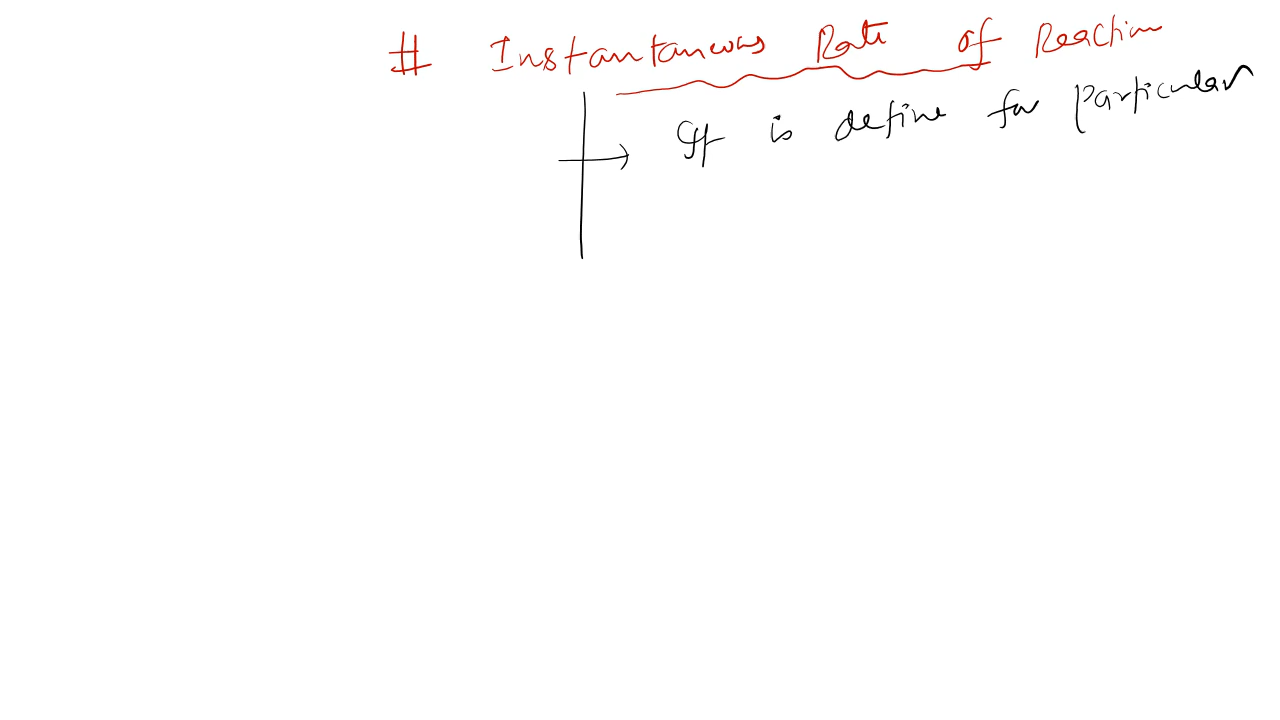 # Instantaneous Rate of Reaction
It is define for particular